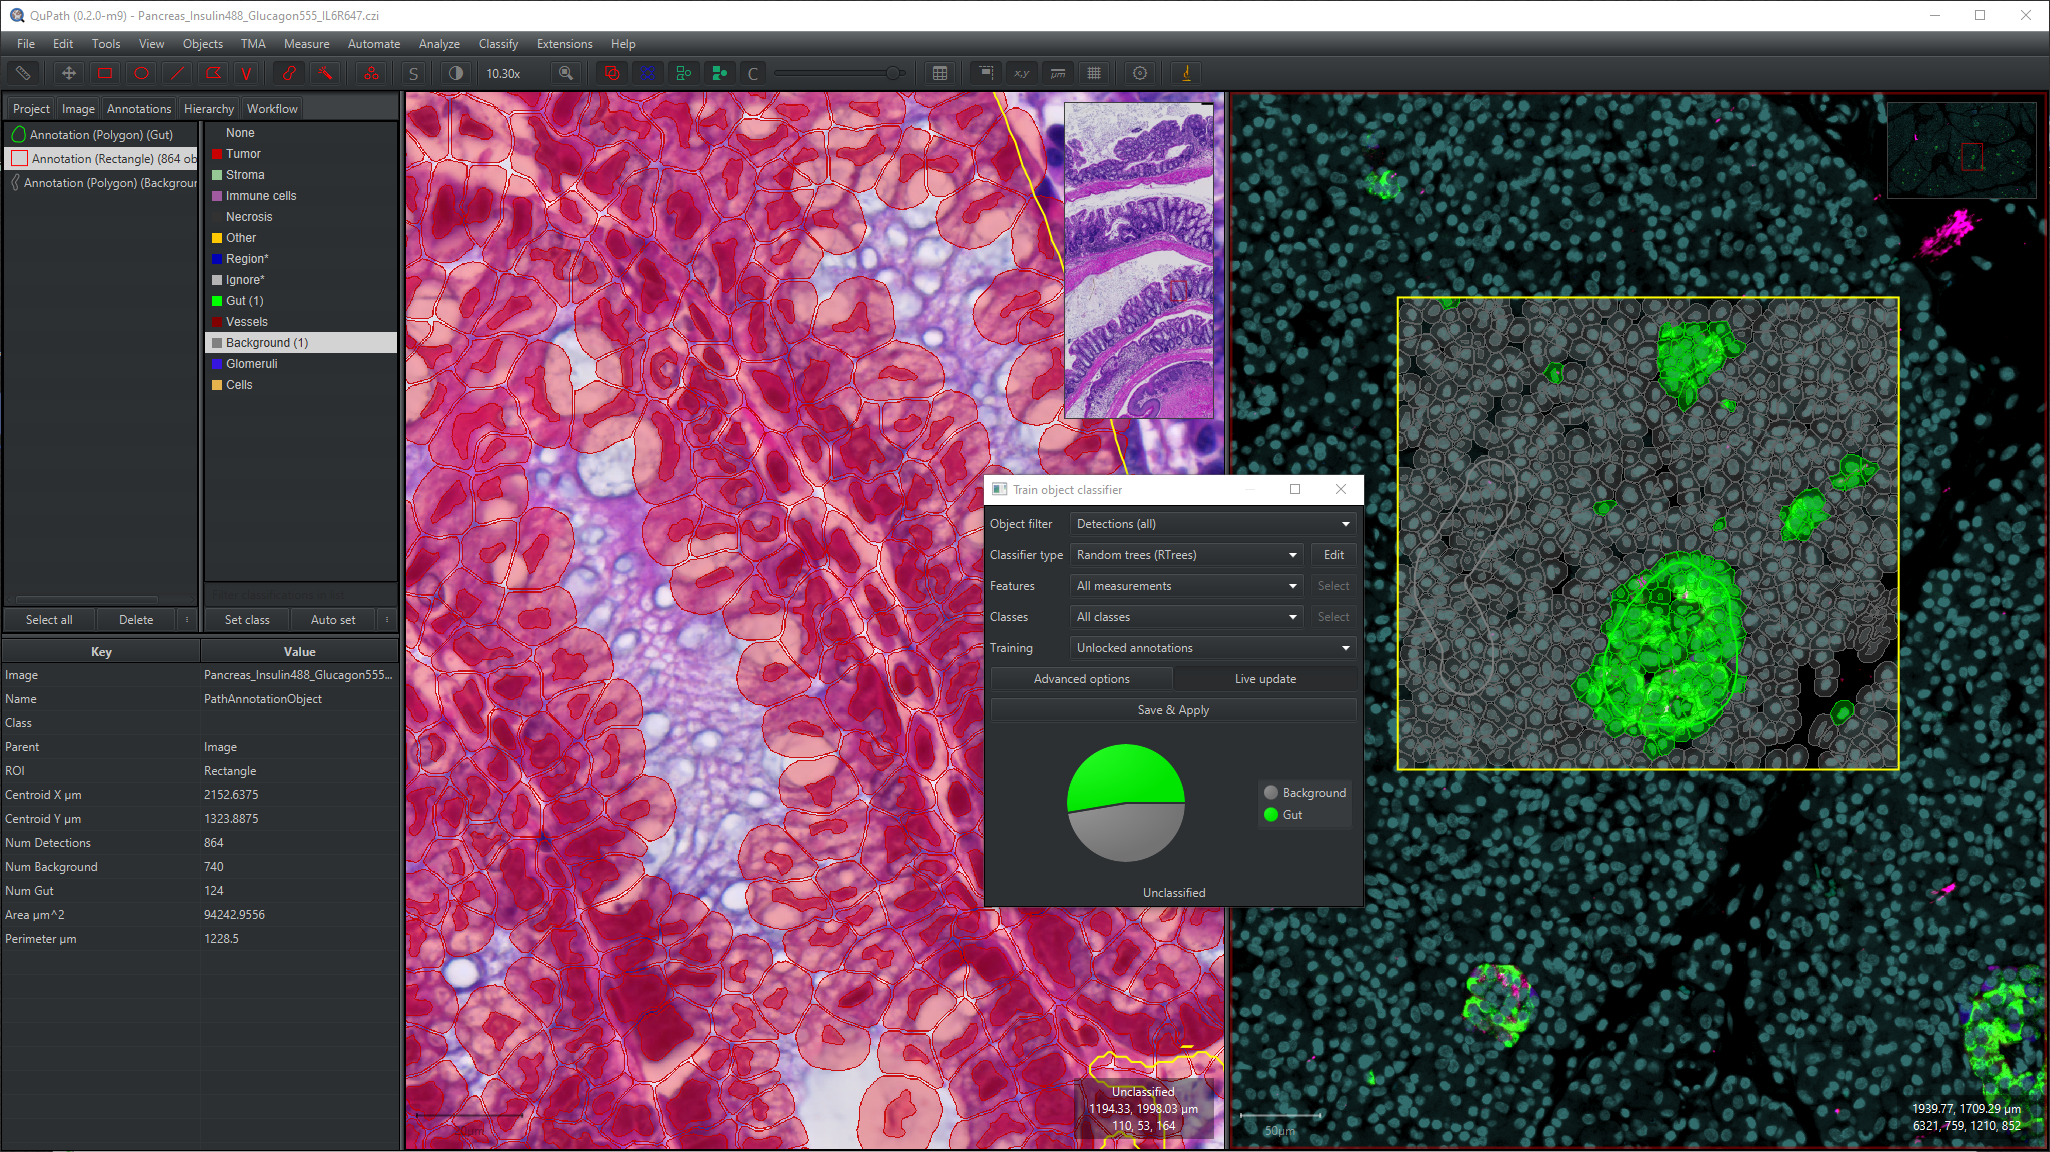 QuPath (0.2.0-m9) - Pancreas_Insulin488_Glucagon555_IL6R647.czi
File Edit Tools View Objects TMA Measure Automate Analyze Classify Extensions Help
V S 10.30x C x,y µm
Project Image Annotations Hierarchy Workflow
Annotation (Polygon) (Gut)
Annotation (Rectangle) (864 ob
Annotation (Polygon) (Backgrour
None
Tumor
Stroma
Immune cells
Necrosis
Other
Region*
Ignore*
Gut (1)
Vessels
Background (1)
Glomeruli
Cells
Select all Delete Set class Auto set
Key Value
Image Pancreas_Insulin488_Glucagon555...
Name PathAnnotationObject
Class
Parent Image
ROI Rectangle
Centroid X µm 2152.6375
Centroid Y µm 1323.8875
Num Detections 864
Num Background 740
Num Gut 124
Area µm^2 94242.9556
Perimeter µm 1228.5
Train object classifier
Object filter Detections (all)
Classifier type Random trees (RTrees) Edit
Features All measurements Select
Classes All classes Select
Training Unlocked annotations
Advanced options Live update
Save & Apply
Background
Gut
Unclassified
Unclassified
1194.33, 1998.03 µm
110, 53, 164
50µm
1939.77, 1709.29 µm
6321, 759, 1210, 852